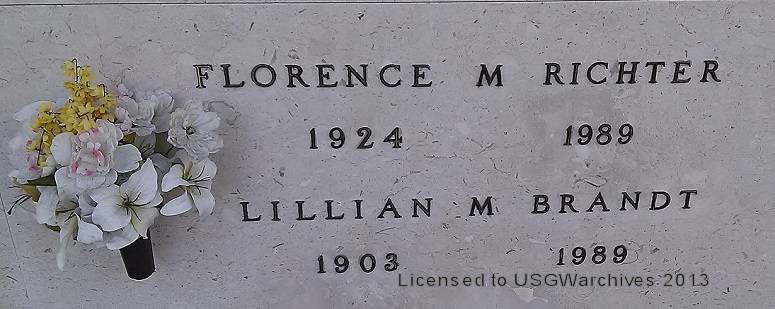 FLORENCE M RICHTER
1924 1989
LILLIAN M BRANDT
1903 1989
Licensed to USGWarchives 2013